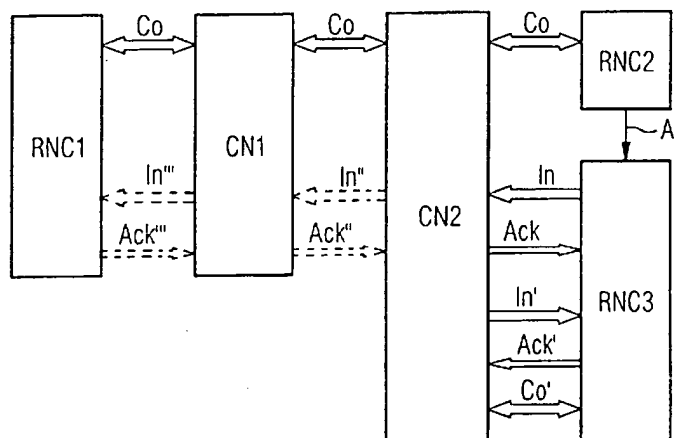 Co Co Co
RNC2
A
RNC1 CN1 In''' In'' In
CN2
Ack''' Ack'' Ack
RNC3
In'
Ack'
Co'